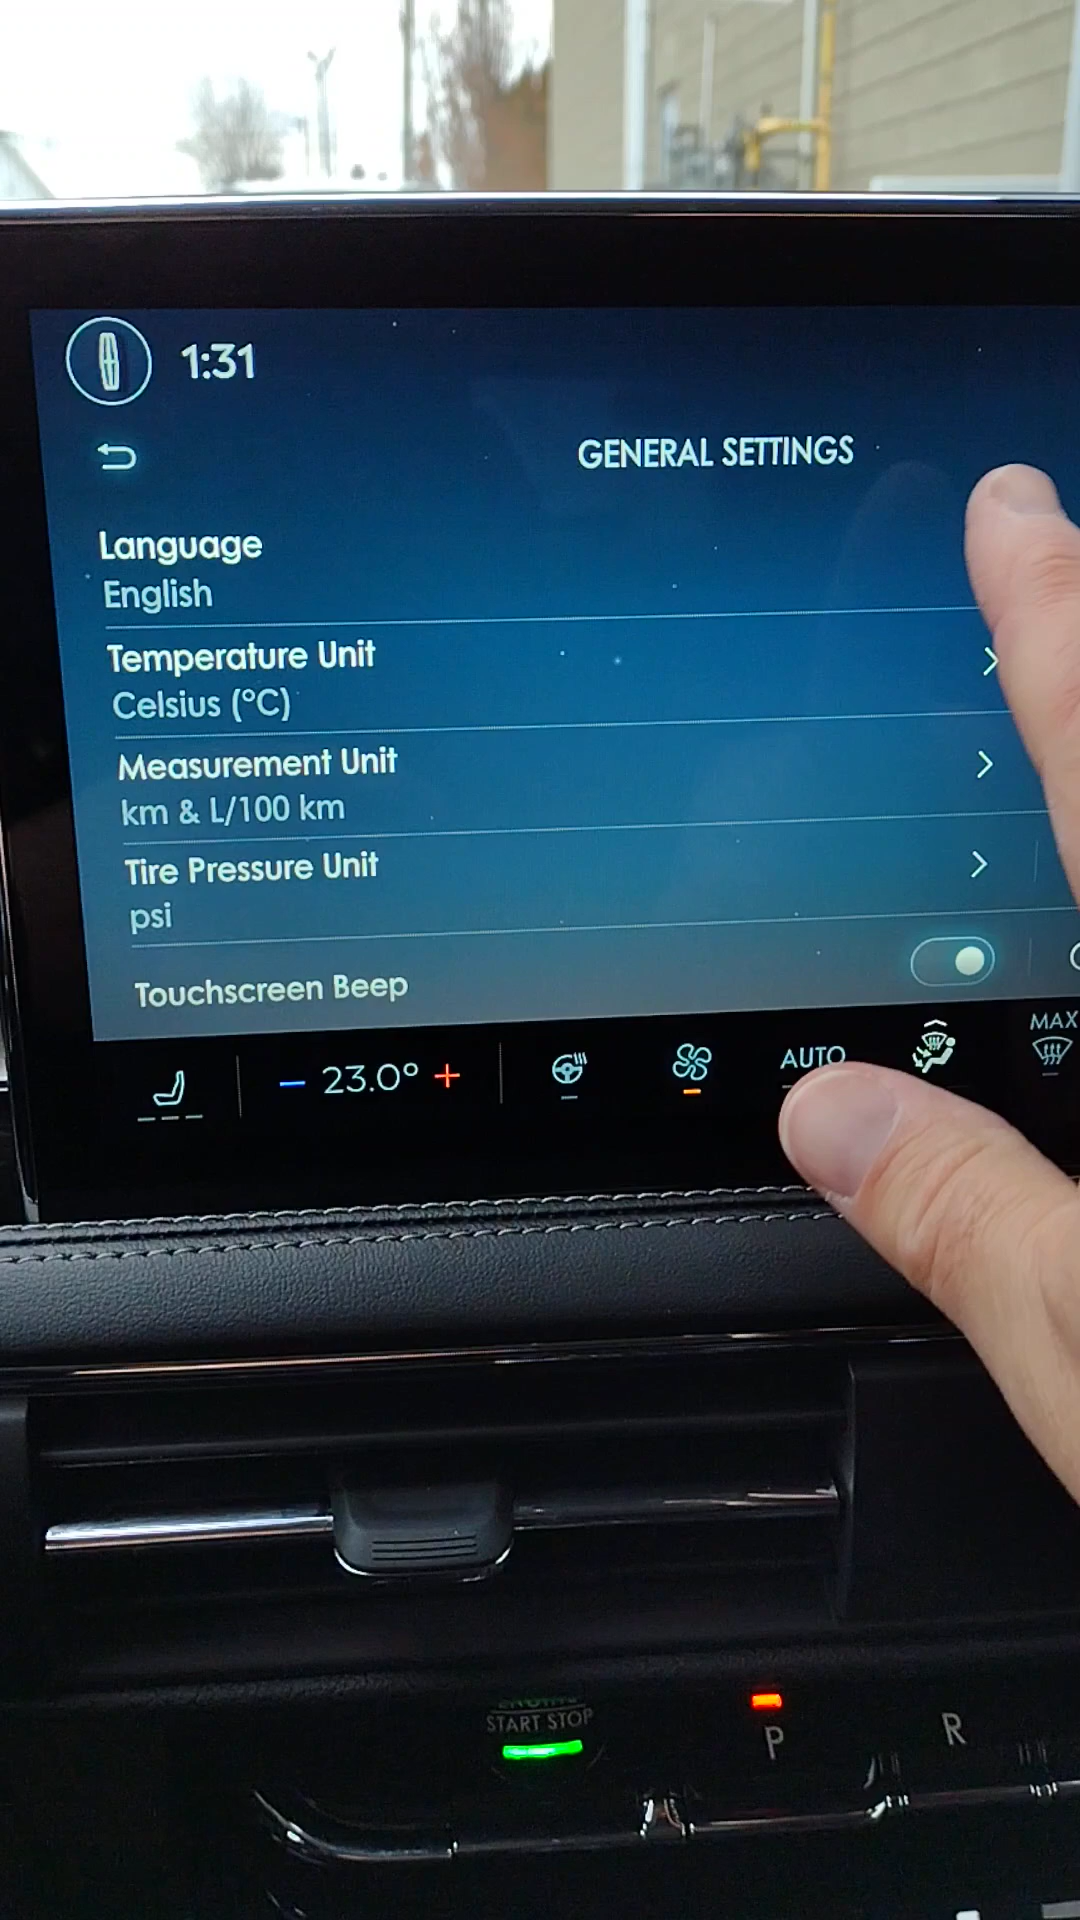 1:31
GENERAL SETTINGS
Language
English
Temperature Unit
Celsius (°C)
Measurement Unit
km & L/100 km
Tire Pressure Unit
psi
Touchscreen Beep
MAX
– 23.0° +
AUTO
START STOP
P
R